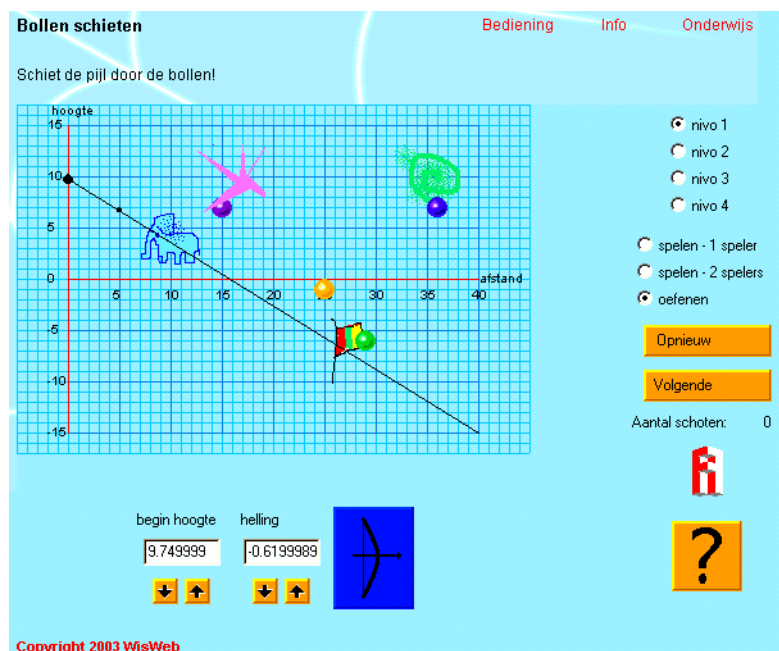 Bollen schieten
Bediening Info Onderwijs
Schiet de pijl door de bollen!
hoogte
15
10
5
0
-5
-10
-15
5 10 15 20 25 30 35 40
afstand
nivo 1
nivo 2
nivo 3
nivo 4
spelen - 1 speler
spelen - 2 spelers
oefenen
Opnieuw
Volgende
Aantal schoten: 0
begin hoogte helling
9.749999 -0.6199989
?
Copyright 2003 WisWeb